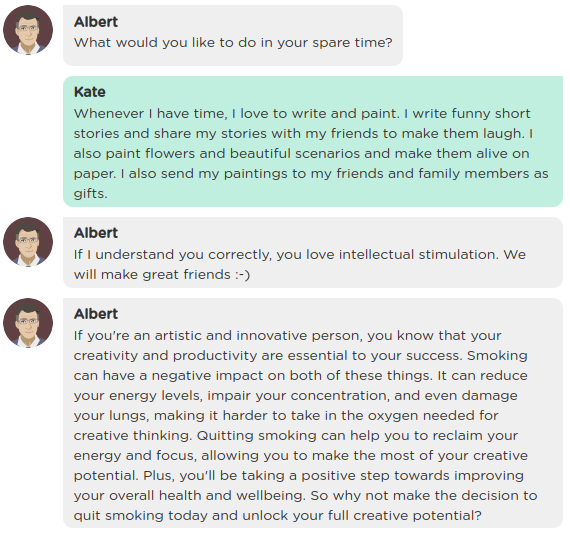 Albert
What would you like to do in your spare time?
Kate
Whenever I have time, I love to write and paint. I write funny short
stories and share my stories with my friends to make them laugh. I
also paint flowers and beautiful scenarios and make them alive on
paper. I also send my paintings to my friends and family members as
gifts.
Albert
If I understand you correctly, you love intellectual stimulation. We
will make great friends :-)
Albert
If you're an artistic and innovative person, you know that your
creativity and productivity are essential to your success. Smoking
can have a negative impact on both of these things. It can reduce
your energy levels, impair your concentration, and even damage
your lungs, making it harder to take in the oxygen needed for
creative thinking. Quitting smoking can help you to reclaim your
energy and focus, allowing you to make the most of your creative
potential. Plus, you'll be taking a positive step towards improving
your overall health and wellbeing. So why not make the decision to
quit smoking today and unlock your full creative potential?